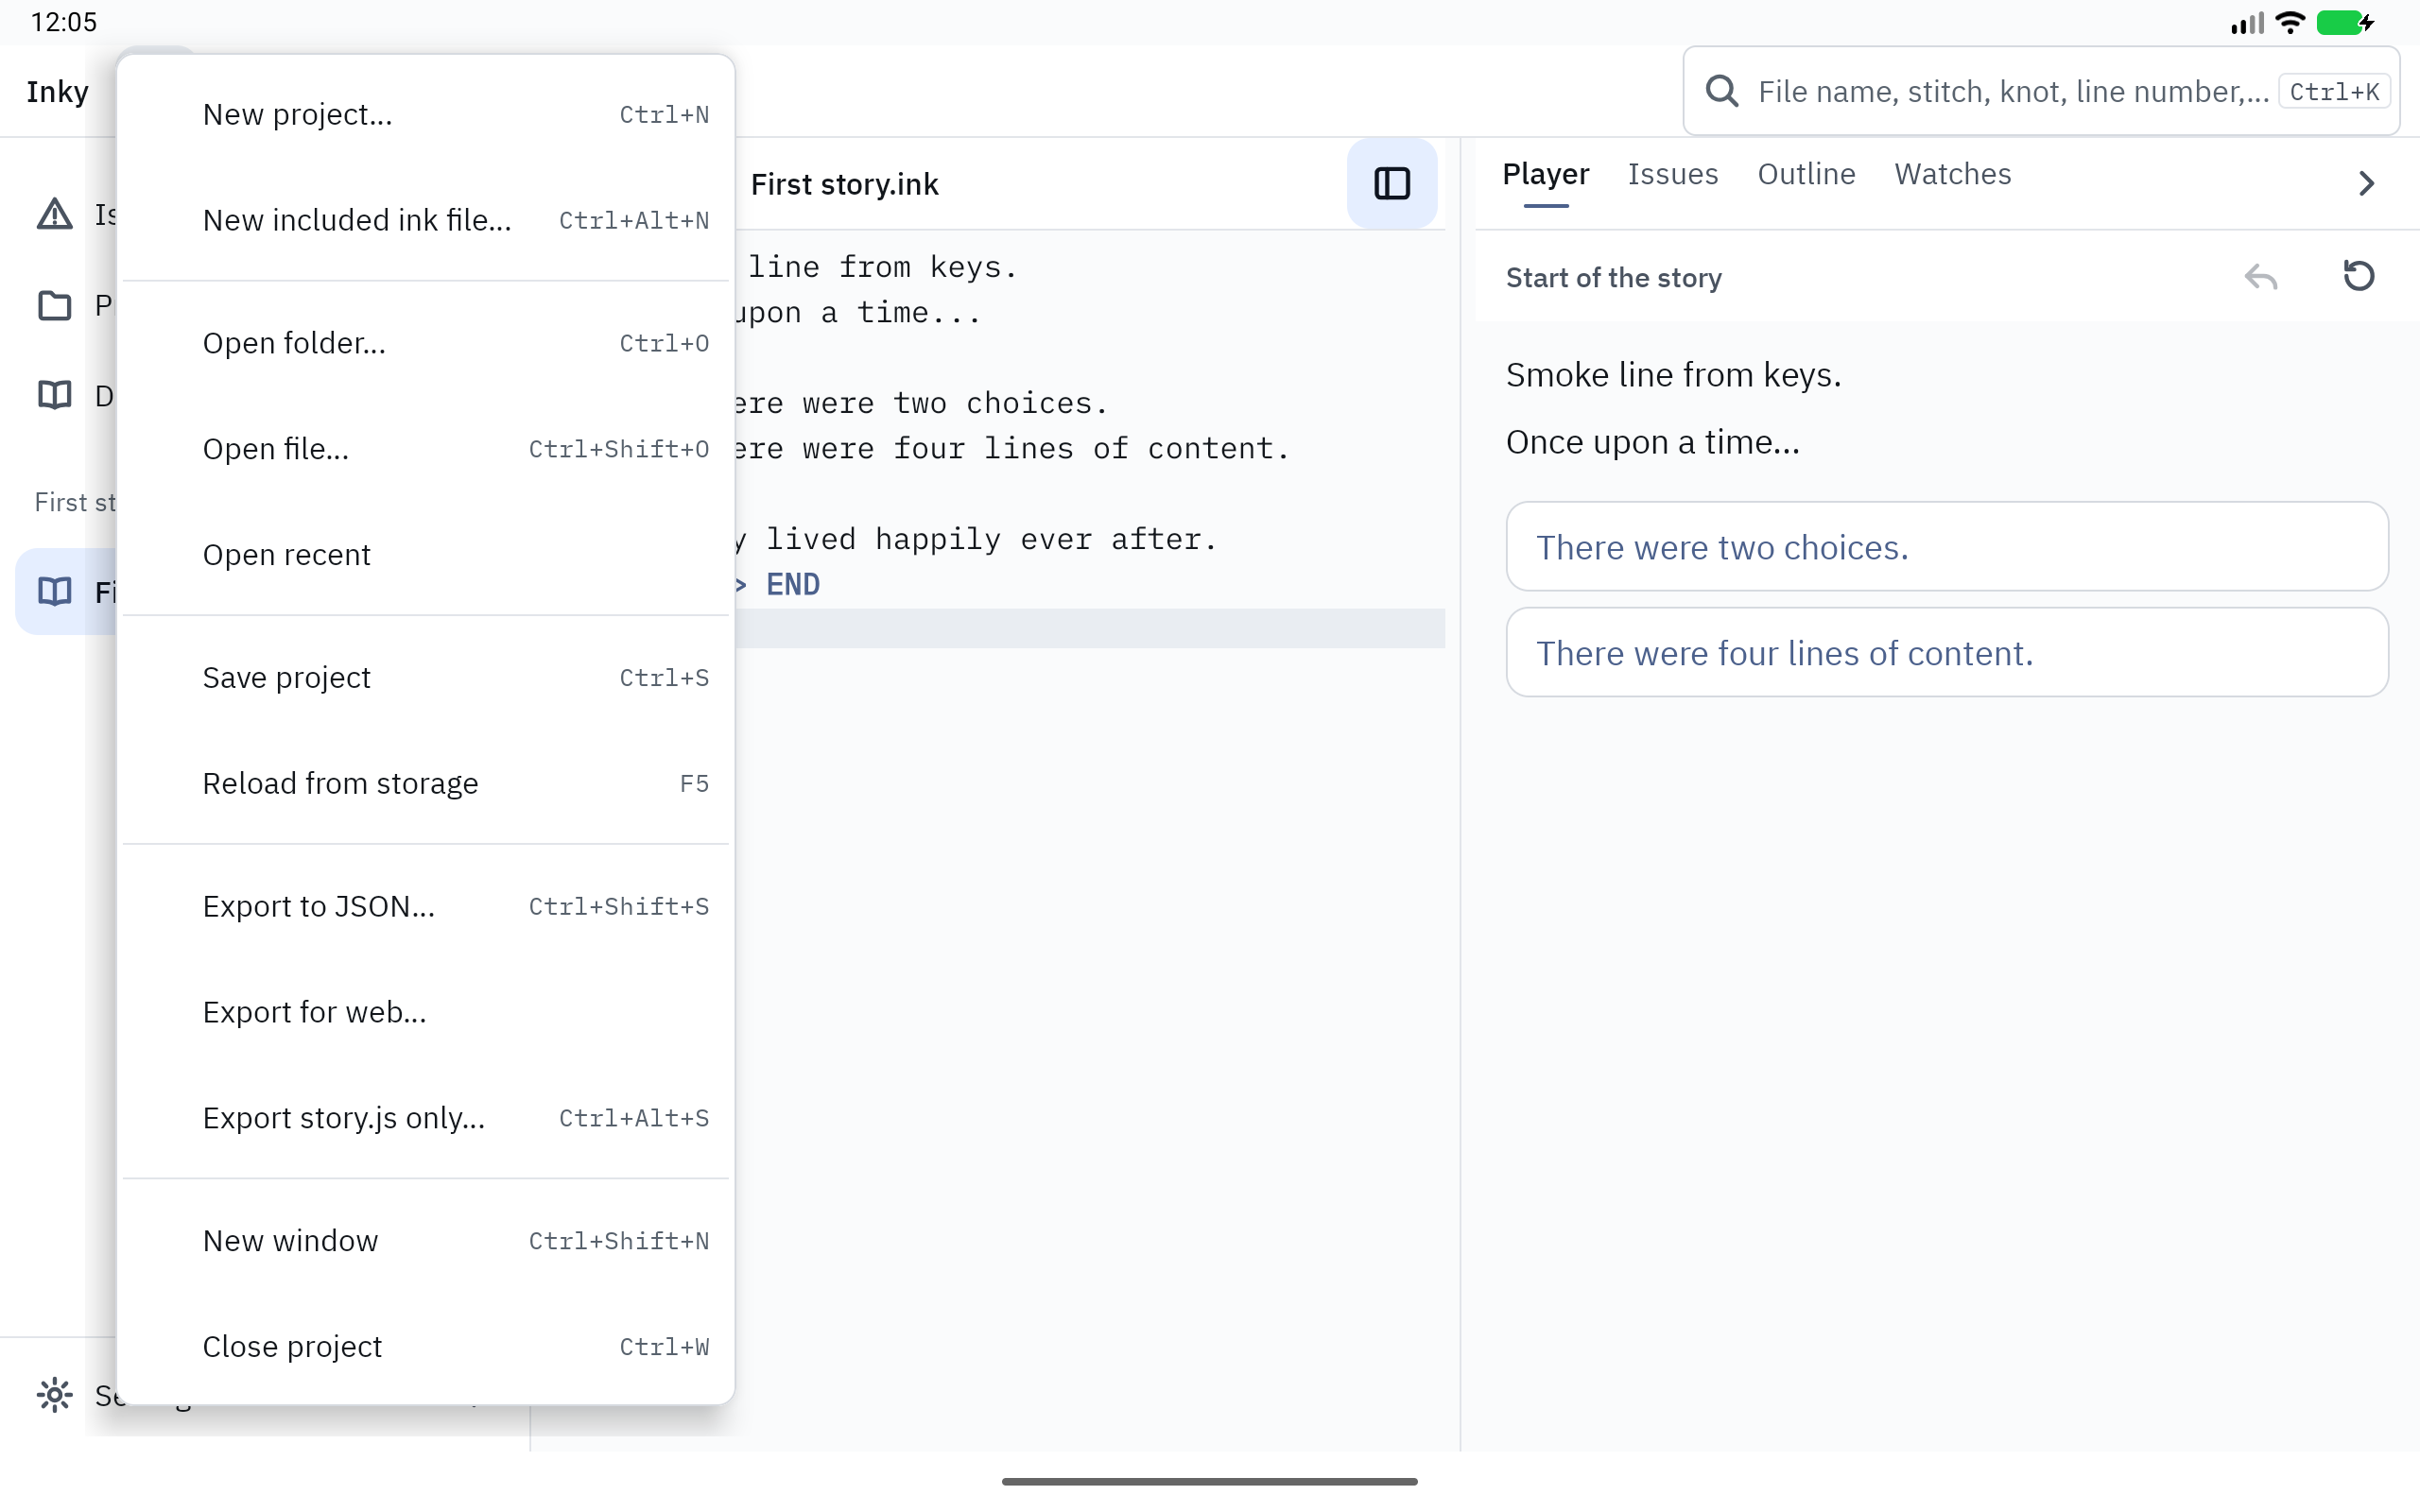 12:05
Inky
File name, stitch, knot, line number,... Ctrl+K
New project... Ctrl+N
New included ink file... Ctrl+Alt+N
Open folder... Ctrl+O
Open file... Ctrl+Shift+O
Open recent
Save project Ctrl+S
Reload from storage F5
Export to JSON... Ctrl+Shift+S
Export for web...
Export story.js only... Ctrl+Alt+S
New window Ctrl+Shift+N
Close project Ctrl+W
First
First story.ink
line from keys.
upon a time...
were two choices.
were four lines of content.
lived happily ever after.
> END
Player Issues Outline Watches
Start of the story
Smoke line from keys.
Once upon a time...
There were two choices.
There were four lines of content.